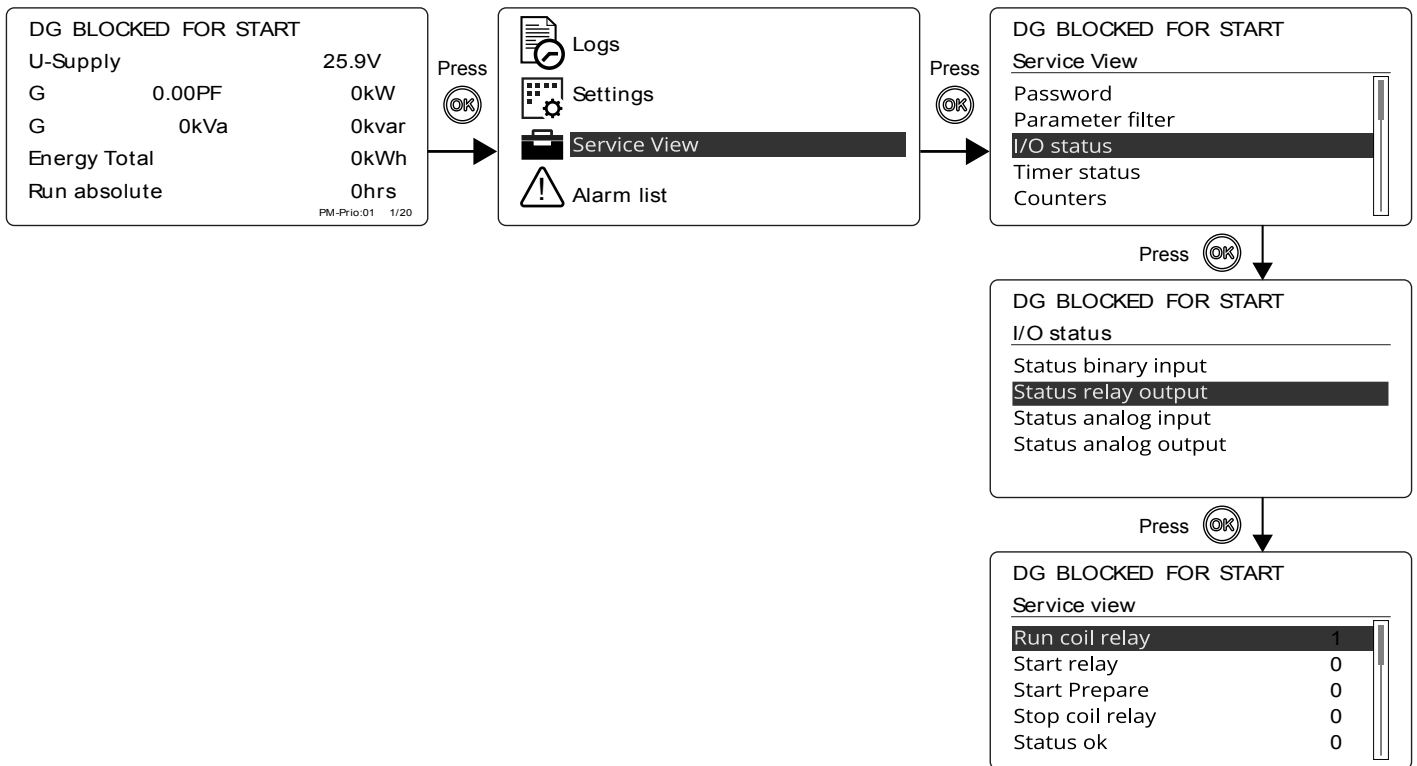 DG BLOCKED FOR START
U-Supply 25.9V
G 0.00PF 0kW
G 0kVa 0kvar
Energy Total 0kWh
Run absolute 0hrs
PM-Prio:01 1/20
Press
OK
Logs
Settings
Service View
Alarm list
Press
OK
DG BLOCKED FOR START
Service View
Password
Parameter filter
I/O status
Timer status
Counters
Press OK
DG BLOCKED FOR START
I/O status
Status binary input
Status relay output
Status analog input
Status analog output
Press OK
DG BLOCKED FOR START
Service view
Run coil relay 1
Start relay 0
Start Prepare 0
Stop coil relay 0
Status ok 0